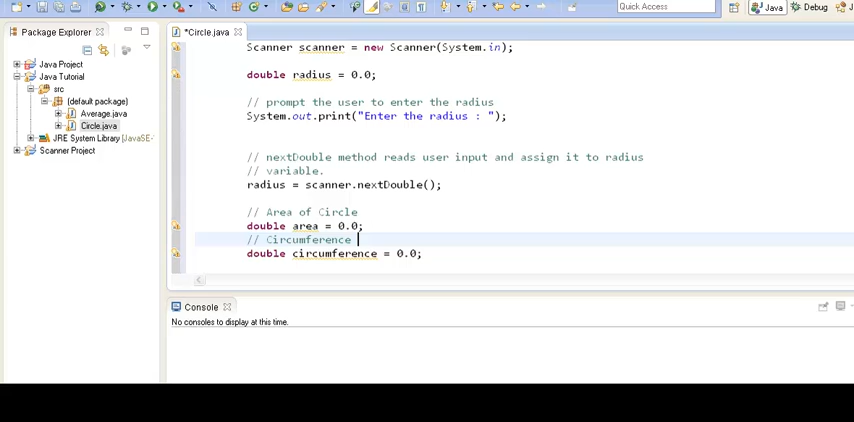 Quick Access
Java
Debug
Package Explorer
*Circle.java
Java Project
Java Tutorial
src
(default package)
Average.java
Circle.java
JRE System Library [JavaSE-
Scanner Project
Scanner scanner = new Scanner(System.in);
double radius = 0.0;
// prompt the user to enter the radius
System.out.print("Enter the radius : ");
// nextDouble method reads user input and assign it to radius
// variable.
radius = scanner.nextDouble();
// Area of Circle
double area = 0.0;
// Circumference
double circumference = 0.0;
Console
No consoles to display at this time.